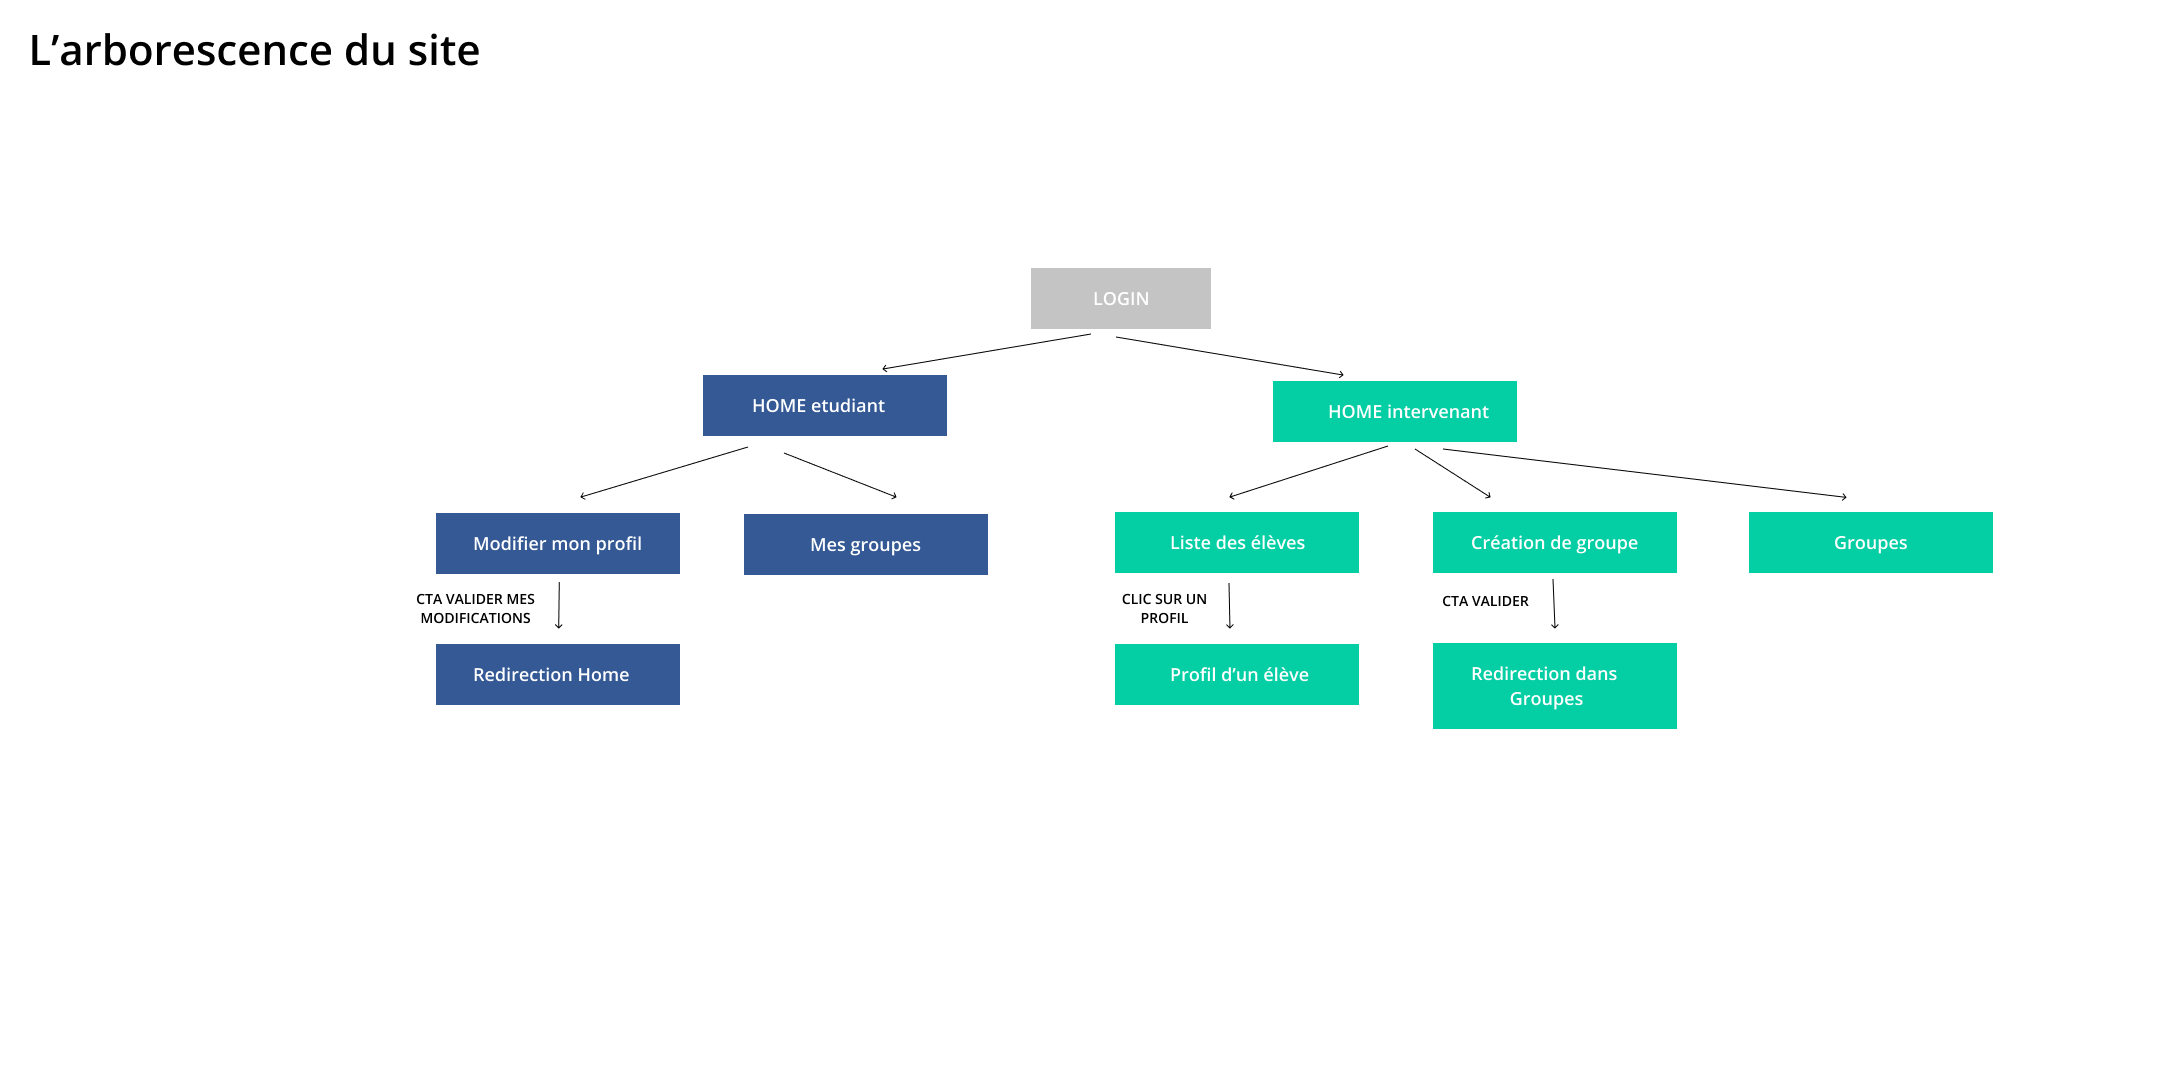 L’arborescence du site
LOGIN
HOME etudiant
HOME intervenant
Modifier mon profil
Mes groupes
Liste des élèves
Création de groupe
Groupes
CTA VALIDER MES
MODIFICATIONS
CLIC SUR UN
PROFIL
CTA VALIDER
Redirection Home
Profil d’un élève
Redirection dans
Groupes